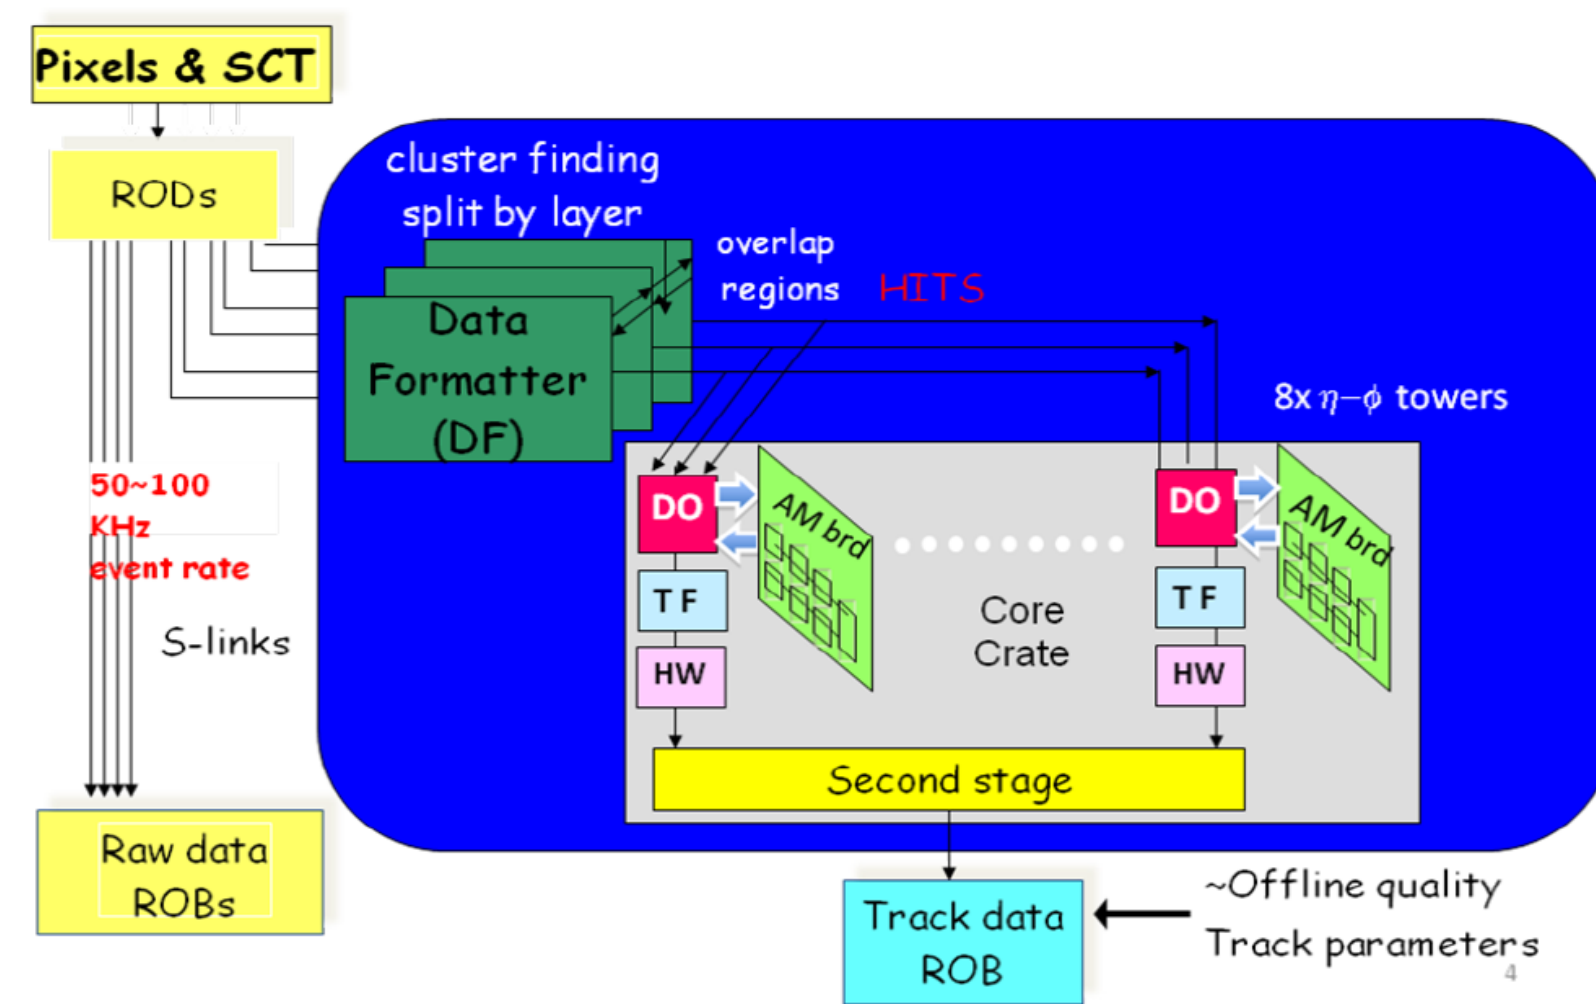 Pixels & SCT
RODs
cluster finding
split by layer
overlap
regions
HITS
Data
Formatter
(DF)
8x η−ϕ towers
50~100
KHz
event rate
S-links
DO
AM brd
DO
AM brd
TF
TF
Core
Crate
HW
HW
Second stage
Raw data
ROBs
Track data
ROB
~Offline quality
Track parameters
4